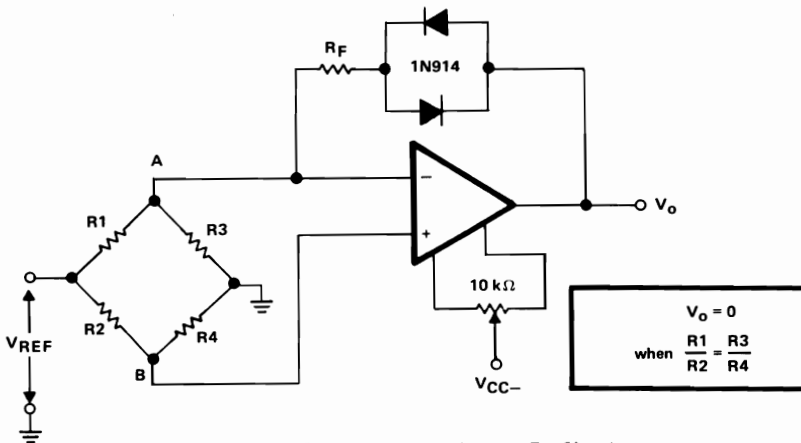 RF
1N914
A
−
R1
R3
+
Vo
10 kΩ
R2
R4
VREF
B
VCC−
Vo = 0
when R1/R2 = R3/R4